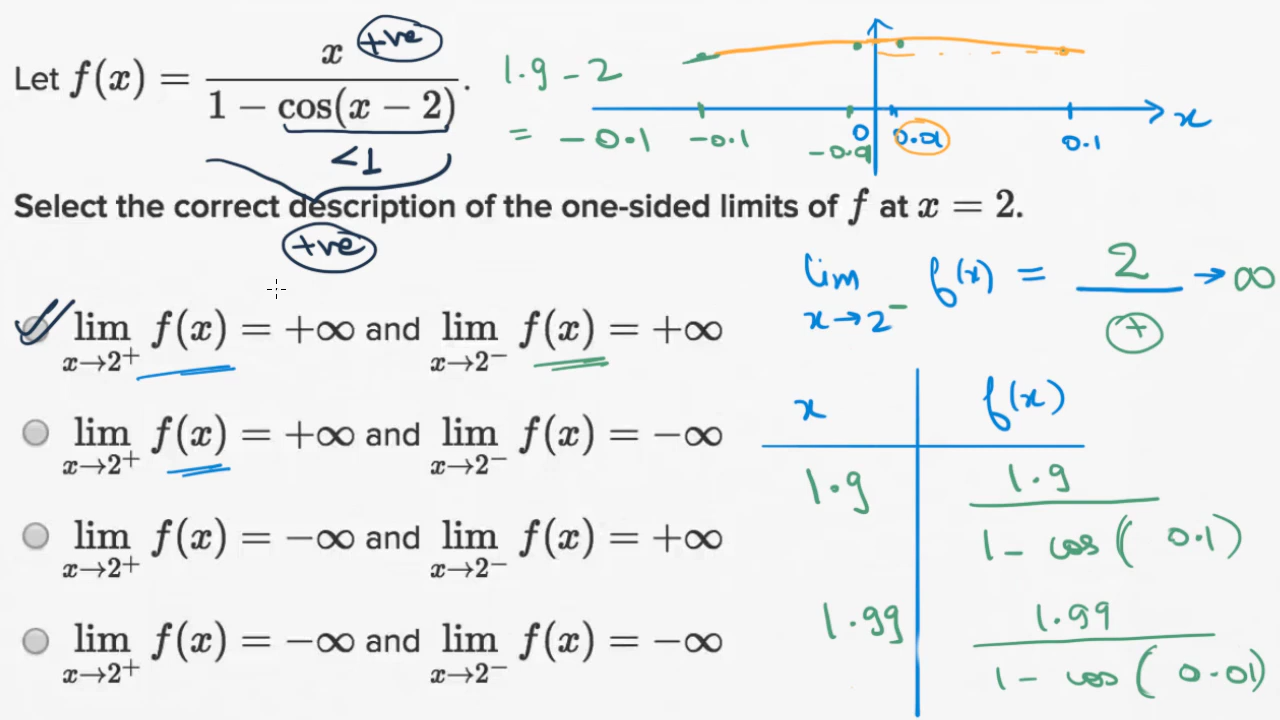 Let f(x) = x / (1 − cos(x − 2)).
+ve
<1
+ve
1.9 - 2
= -0.1
-0.1
0
0.01
0.1
x
Select the correct description of the one-sided limits of f at x = 2.
lim x→2⁺ f(x) = +∞ and lim x→2⁻ f(x) = +∞
lim x→2⁺ f(x) = +∞ and lim x→2⁻ f(x) = −∞
lim x→2⁺ f(x) = −∞ and lim x→2⁻ f(x) = +∞
lim x→2⁺ f(x) = −∞ and lim x→2⁻ f(x) = −∞
lim x→2⁻ f(x) = 2 / + → ∞
x f(x)
1.9 1.9 / 1 - cos( 0.1)
1.99 1.99 / 1 - cos( 0.01)